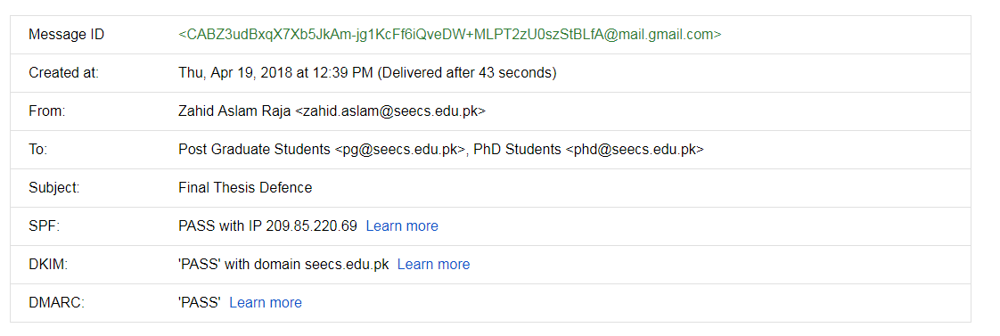 Message ID <CABZ3udBxqX7Xb5JkAm-jg1KcFf6iQveDW+MLPT2zU0szStBLfA@mail.gmail.com>
Created at: Thu, Apr 19, 2018 at 12:39 PM (Delivered after 43 seconds)
From: Zahid Aslam Raja <zahid.aslam@seecs.edu.pk>
To: Post Graduate Students <pg@seecs.edu.pk>, PhD Students <phd@seecs.edu.pk>
Subject: Final Thesis Defence
SPF: PASS with IP 209.85.220.69 Learn more
DKIM: 'PASS' with domain seecs.edu.pk Learn more
DMARC: 'PASS' Learn more